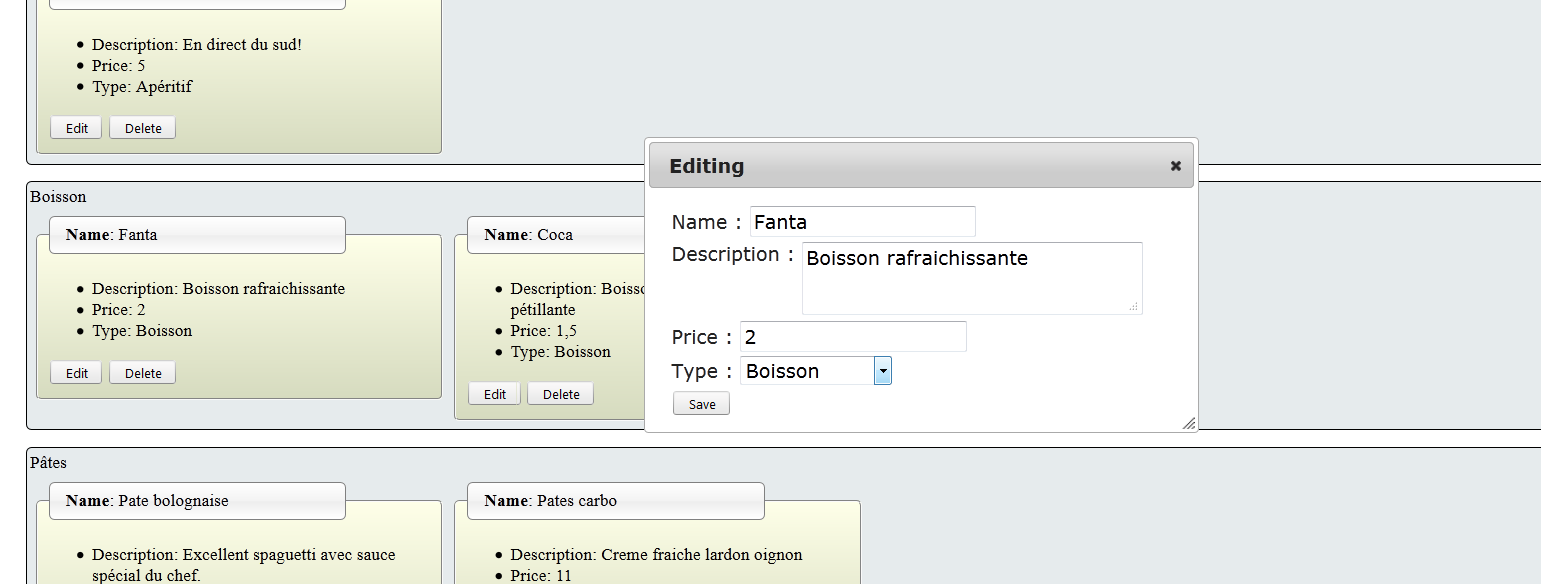 Description: En direct du sud!
Price: 5
Type: Apéritif
Edit Delete
Boisson
Name: Fanta
Description: Boisson rafraichissante
Price: 2
Type: Boisson
Edit Delete
Name: Coca
Description:
pétillante
Price: 1,5
Type: Boisson
Edit Delete
Editing
Name : Fanta
Description : Boisson rafraichissante
Price : 2
Type : Boisson
Save
Pâtes
Name: Pate bolognaise
Description: Excellent spaguetti avec sauce
spécial du chef.
Name: Pates carbo
Description: Creme fraiche lardon oignon
Price: 11